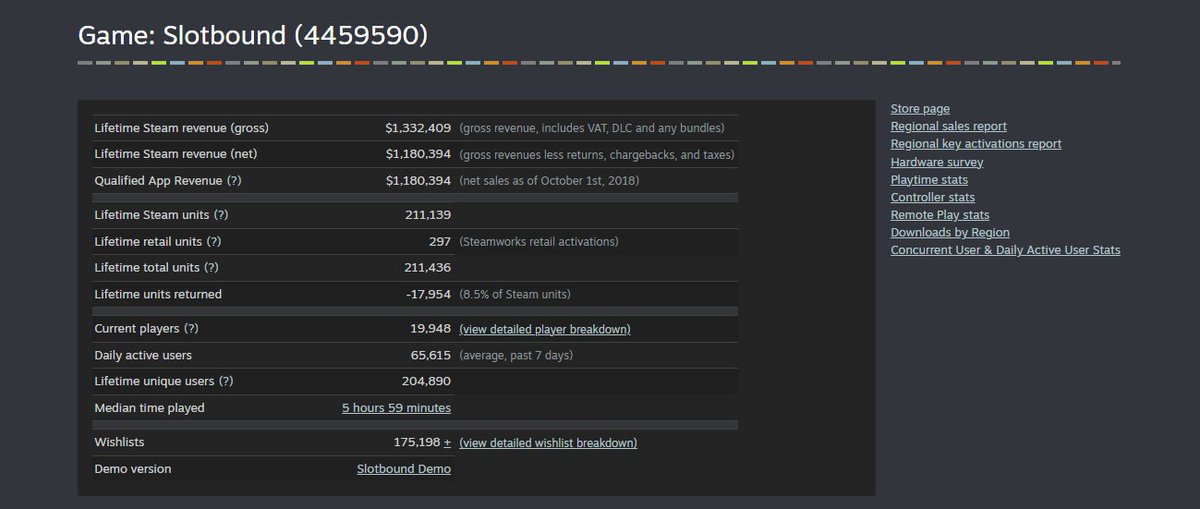 Game: Slotbound (4459590)
Lifetime Steam revenue (gross) $1,332,409 (gross revenue, includes VAT, DLC and any bundles)
Lifetime Steam revenue (net) $1,180,394 (gross revenues less returns, chargebacks, and taxes)
Qualified App Revenue (?) $1,180,394 (net sales as of October 1st, 2018)
Lifetime Steam units (?) 211,139
Lifetime retail units (?) 297 (Steamworks retail activations)
Lifetime total units (?) 211,436
Lifetime units returned -17,954 (8.5% of Steam units)
Current players (?) 19,948 (view detailed player breakdown)
Daily active users 65,615 (average, past 7 days)
Lifetime unique users (?) 204,890
Median time played 5 hours 59 minutes
Wishlists 175,198 + (view detailed wishlist breakdown)
Demo version Slotbound Demo
Store page
Regional sales report
Regional key activations report
Hardware survey
Playtime stats
Controller stats
Remote Play stats
Downloads by Region
Concurrent User & Daily Active User Stats